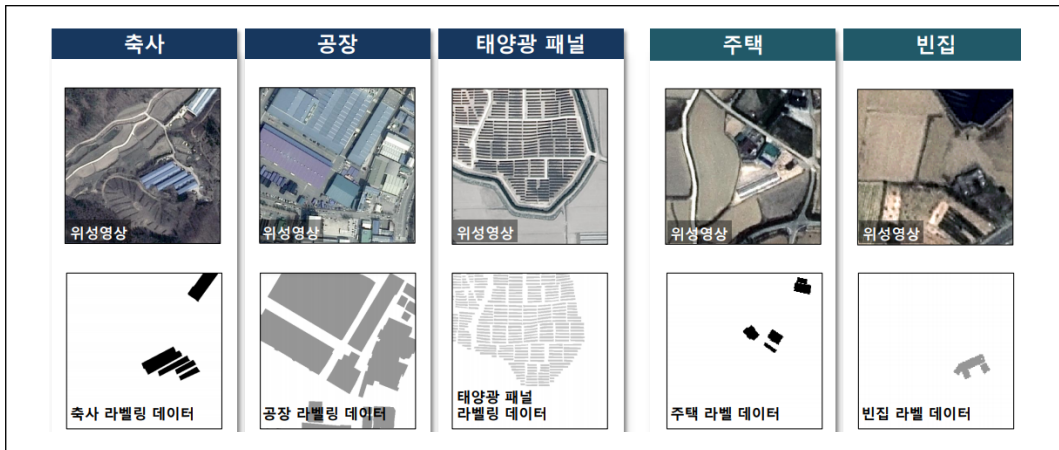 축사
공장
태양광 패널
주택
빈집
위성영상
위성영상
위성영상
위성영상
위성영상
축사 라벨링 데이터
공장 라벨링 데이터
태양광 패널
라벨링 데이터
주택 라벨 데이터
빈집 라벨 데이터